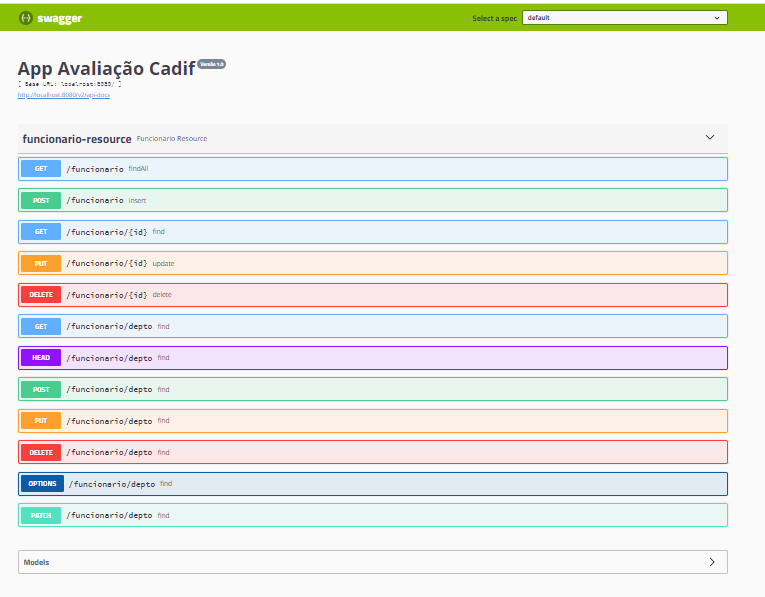 swagger
Select a spec default
App Avaliação Cadif Versão 1.0
[ Base URL: localhost:8080/ ]
http://localhost:8080/v2/api-docs
funcionario-resource Funcionario Resource
GET /funcionario findAll
POST /funcionario insert
GET /funcionario/{id} find
PUT /funcionario/{id} update
DELETE /funcionario/{id} delete
GET /funcionario/depto find
HEAD /funcionario/depto find
POST /funcionario/depto find
PUT /funcionario/depto find
DELETE /funcionario/depto find
OPTIONS /funcionario/depto find
PATCH /funcionario/depto find
Models